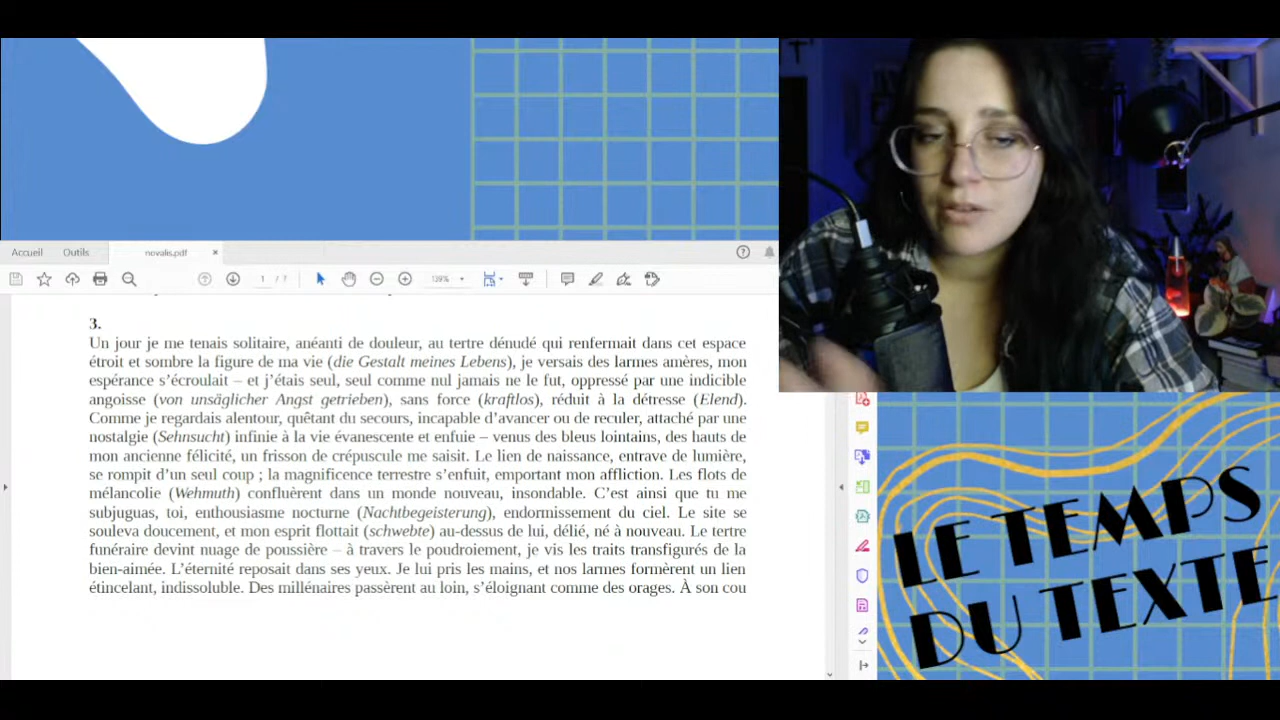 Accueil Outils novalis.pdf
1 / 7 139%
3.
Un jour je me tenais solitaire, anéanti de douleur, au tertre dénudé qui renfermait dans cet espace
étroit et sombre la figure de ma vie (die Gestalt meines Lebens), je versais des larmes amères, mon
espérance s’écroulait – et j’étais seul, seul comme nul jamais ne le fut, oppressé par une indicible
angoisse (von unsäglicher Angst getrieben), sans force (kraftlos), réduit à la détresse (Elend).
Comme je regardais alentour, quêtant du secours, incapable d’avancer ou de reculer, attaché par une
nostalgie (Sehnsucht) infinie à la vie évanescente et enfuie – venus des bleus lointains, des hauts de
mon ancienne félicité, un frisson de crépuscule me saisit. Le lien de naissance, entrave de lumière,
se rompit d’un seul coup ; la magnificence terrestre s’enfuit, emportant mon affliction. Les flots de
mélancolie (Wehmuth) confluèrent dans un monde nouveau, insondable. C’est ainsi que tu me
subjuguas, toi, enthousiasme nocturne (Nachtbegeisterung), endormissement du ciel. Le site se
souleva doucement, et mon esprit flottait (schwebte) au-dessus de lui, délié, né à nouveau. Le tertre
funéraire devint nuage de poussière – à travers le poudroiement, je vis les traits transfigurés de la
bien-aimée. L’éternité reposait dans ses yeux. Je lui pris les mains, et nos larmes formèrent un lien
étincelant, indissoluble. Des millénaires passèrent au loin, s’éloignant comme des orages. À son cou
LE TEMPS
DU TEXTE